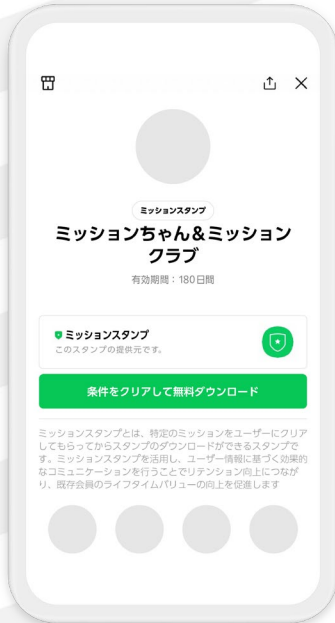 ミッションスタンプ
ミッションちゃん&ミッション
クラブ
有効期間：180日間
ミッションスタンプ
このスタンプの提供元です。
条件をクリアして無料ダウンロード
ミッションスタンプとは、特定のミッションをユーザーにクリア
してもらってからスタンプのダウンロードができるスタンプで
す。ミッションスタンプを活用し、ユーザー情報に基づく効果的
なコミュニケーションを行うことでリテンション向上につなが
り、既存会員のライフタイムバリューの向上を促進します